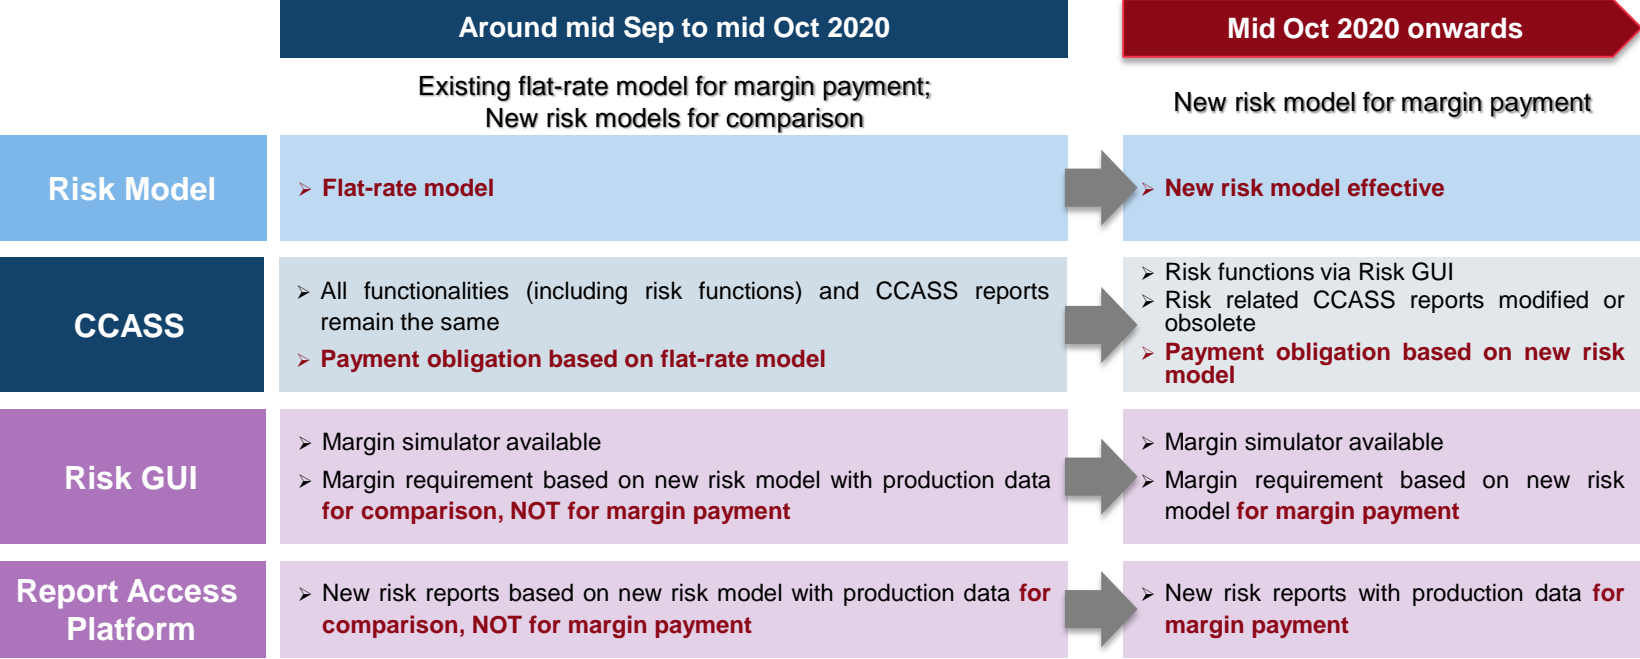 Around mid Sep to mid Oct 2020
Mid Oct 2020 onwards
Existing flat-rate model for margin payment;
New risk models for comparison
New risk model for margin payment
Risk Model
➢ Flat-rate model
➢ New risk model effective
CCASS
➢ All functionalities (including risk functions) and CCASS reports
remain the same
➢ Payment obligation based on flat-rate model
➢ Risk functions via Risk GUI
➢ Risk related CCASS reports modified or
obsolete
➢ Payment obligation based on new risk
model
Risk GUI
➢ Margin simulator available
➢ Margin requirement based on new risk model with production data
for comparison, NOT for margin payment
➢ Margin simulator available
➢ Margin requirement based on new risk
model for margin payment
Report Access
Platform
➢ New risk reports based on new risk model with production data for
comparison, NOT for margin payment
➢ New risk reports with production data for
margin payment